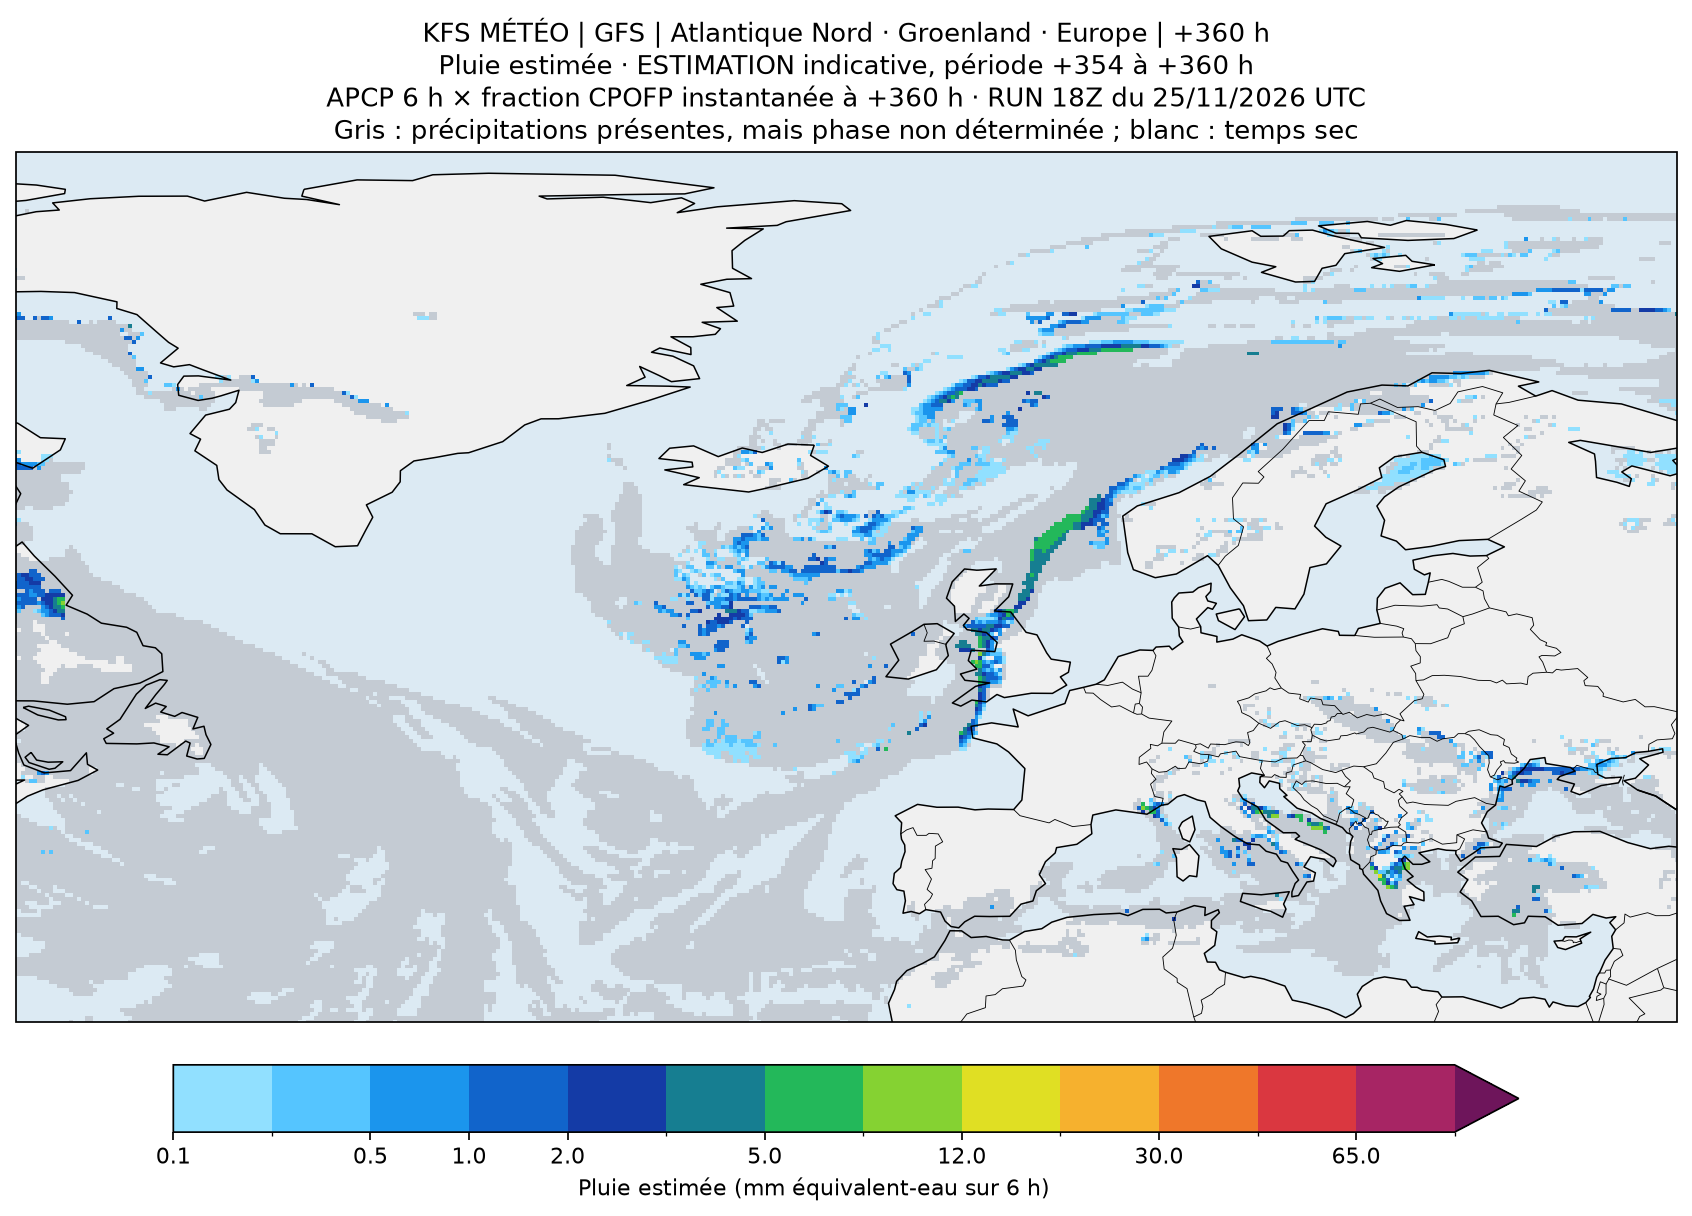 KFS MÉTÉO | GFS | Atlantique Nord · Groenland · Europe | +360 h
Pluie estimée · ESTIMATION indicative, période +354 à +360 h
APCP 6 h × fraction CPOFP instantanée à +360 h · RUN 18Z du 25/11/2026 UTC
Gris : précipitations présentes, mais phase non déterminée ; blanc : temps sec
0.1 0.5 1.0 2.0 5.0 12.0 30.0 65.0
Pluie estimée (mm équivalent-eau sur 6 h)